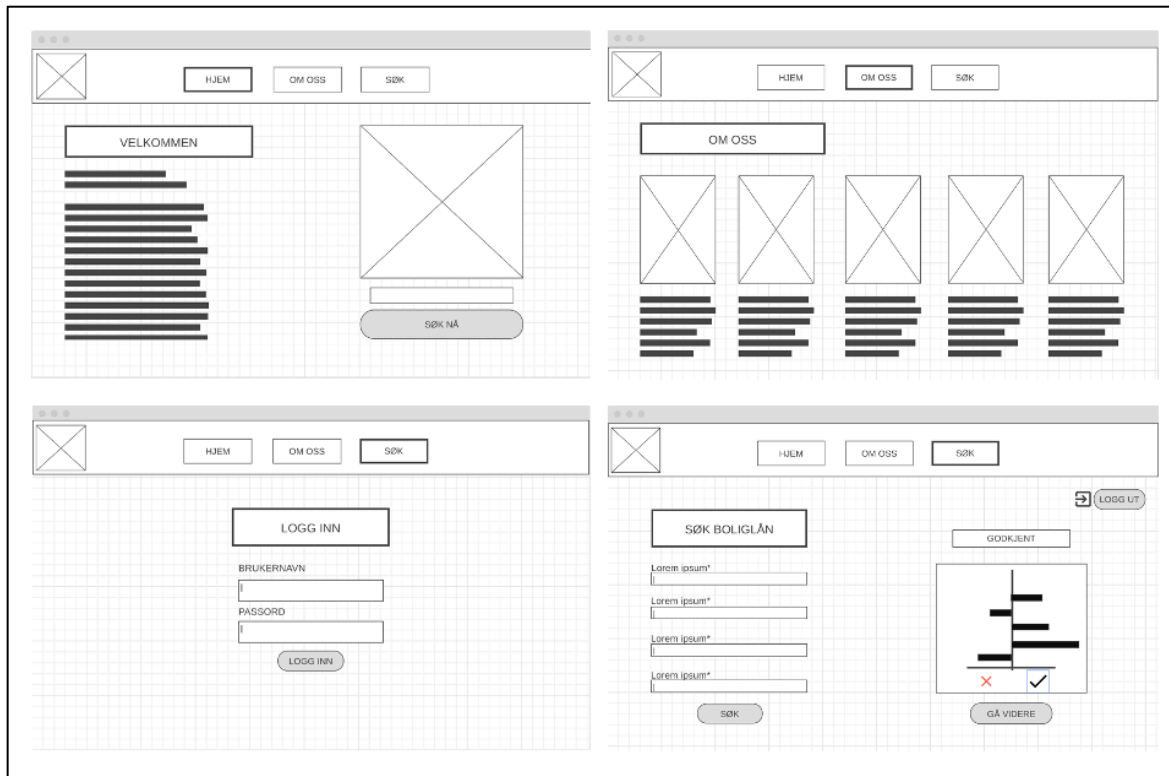 HJEM
OM OSS
SØK
VELKOMMEN
SØK NÅ
HJEM
OM OSS
SØK
OM OSS
HJEM
OM OSS
SØK
LOGG INN
BRUKERNAVN
PASSORD
LOGG INN
HJEM
OM OSS
SØK
LOGG UT
SØK BOLIGLÅN
Lorem ipsum*
Lorem ipsum*
Lorem ipsum*
Lorem ipsum*
SØK
GODKJENT
GÅ VIDERE